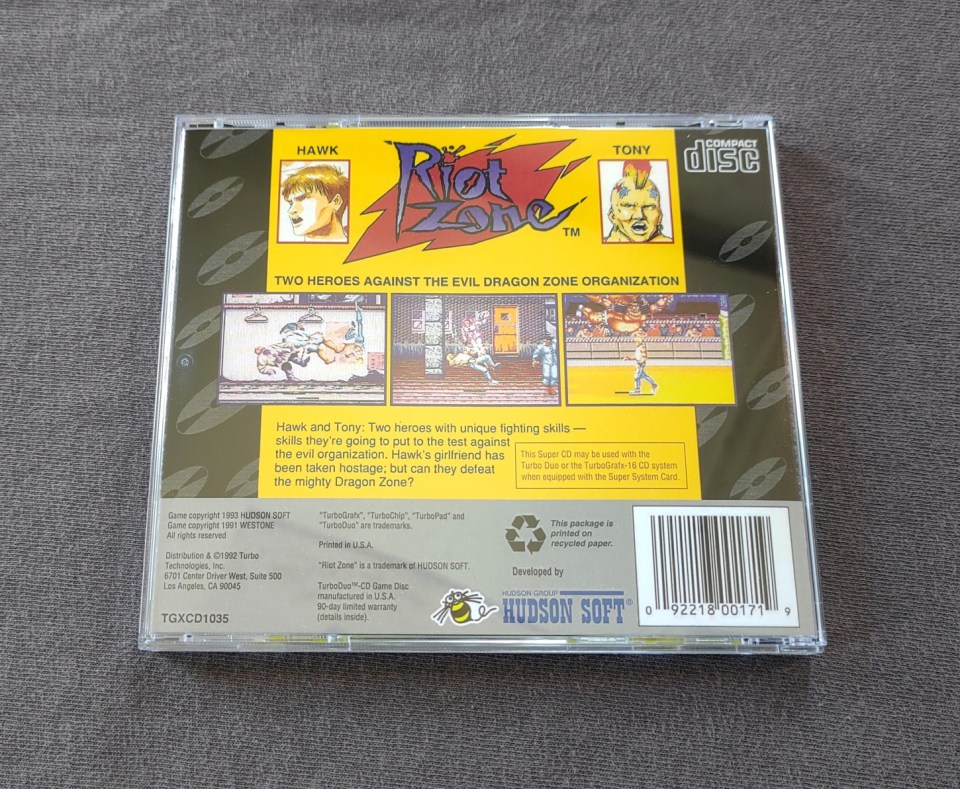 HAWK
Riot
Zone™
TONY
COMPACT
disc
TWO HEROES AGAINST THE EVIL DRAGON ZONE ORGANIZATION
Hawk and Tony: Two heroes with unique fighting skills —
skills they're going to put to the test against
the evil organization. Hawk's girlfriend has
been taken hostage; but can they defeat
the mighty Dragon Zone?
This Super CD may be used with the
Turbo Duo or the TurboGrafx-16 CD system
when equipped with the Super System Card.
Game copyright 1993 HUDSON SOFT
Game copyright 1991 WESTONE
All rights reserved
Distribution & ©1992 Turbo
Technologies, Inc.
6701 Center Driver West, Suite 500
Los Angeles, CA 90045
TGXCD1035
"TurboGrafx", "TurboChip", "TurboPad" and
"TurboDuo" are trademarks.
Printed in U.S.A.
"Riot Zone" is a trademark of HUDSON SOFT.
TurboDuo™-CD Game Disc
manufactured in U.S.A.
90-day limited warranty
(details inside).
This package is
printed on
recycled paper.
Developed by
HUDSON GROUP
HUDSON SOFT®
0 92218 00171 9